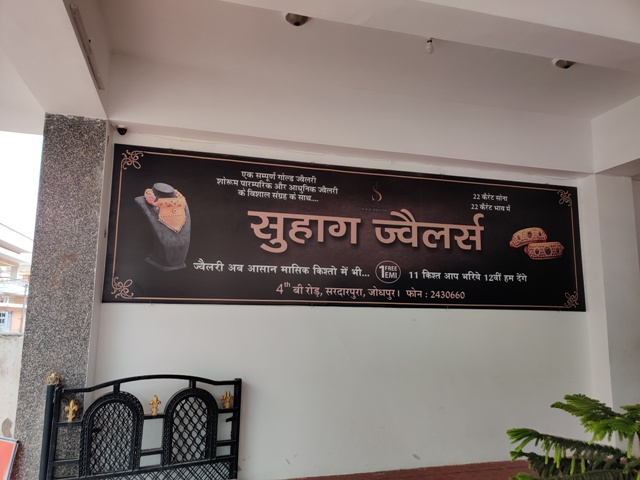 एक सम्पूर्ण गोल्ड ज्वैलरी
शोरूम पारम्परिक और आधुनिक ज्वैलरी
के विशाल संग्रह के साथ....
22 कैरेट सोना
22 कैरेट भाव में
सुहाग ज्वैलर्स
ज्वैलरी अब आसान मासिक किश्तो में भी... 1 FREE EMI 11 किश्त आप भरिये 12वीं हम देंगे
4th बी रोड़, सरदारपुरा, जोधपुर। फोन : 2430660